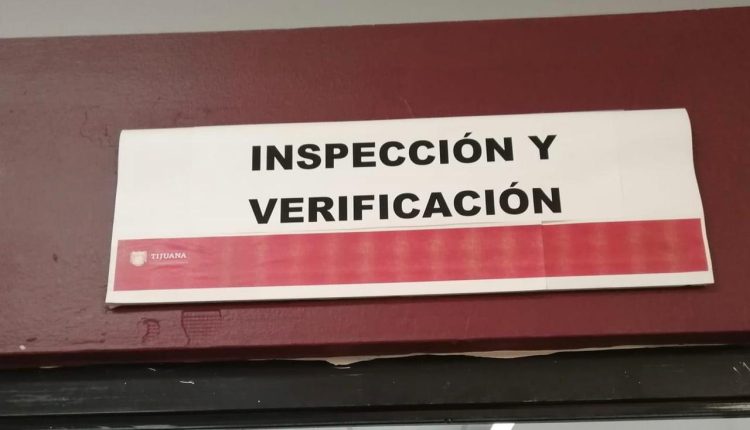 INSPECCIÓN Y
VERIFICACIÓN
TIJUANA